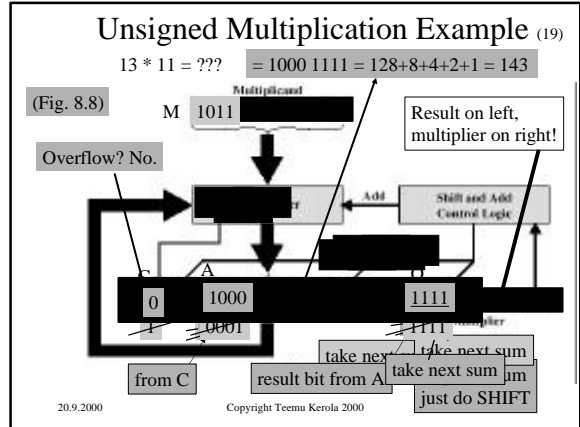 Unsigned Multiplication Example (19)
13 * 11 = ???   = 1000 1111 = 128+8+4+2+1 = 143
(Fig. 8.8)
Multiplicand
M 1011
Result on left,
multiplier on right!
Overflow? No.
Add
Shift and Add
Control Logic
A
0 1000 1111
1 0001 1111
take next
take next sum
from C
result bit from A
take next sum
just do SHIFT
20.9.2000
Copyright Teemu Kerola 2000